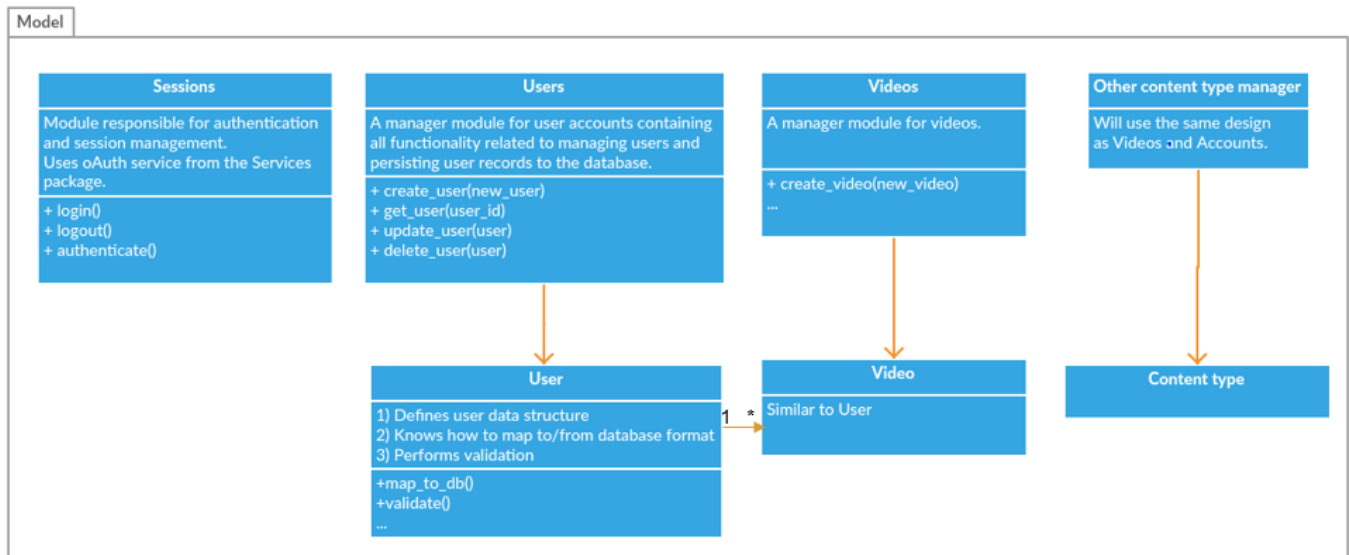 Model
Sessions
Module responsible for authentication
and session management.
Uses oAuth service from the Services
package.
+ login()
+ logout()
+ authenticate()
Users
A manager module for user accounts containing
all functionality related to managing users and
persisting user records to the database.
+ create_user(new_user)
+ get_user(user_id)
+ update_user(user)
+ delete_user(user)
Videos
A manager module for videos.
+ create_video(new_video)
...
Other content type manager
Will use the same design
as Videos and Accounts.
User
1) Defines user data structure
2) Knows how to map to/from database format
3) Performs validation
+map_to_db()
+validate()
...
1 *
Video
Similar to User
Content type